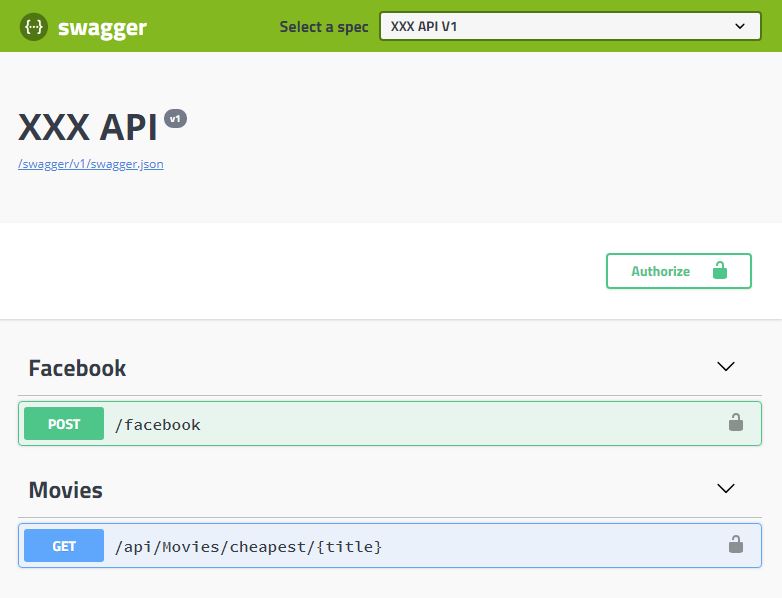 {··} swagger
Select a spec XXX API V1
XXX API v1
/swagger/v1/swagger.json
Authorize
Facebook
POST /facebook
Movies
GET /api/Movies/cheapest/{title}